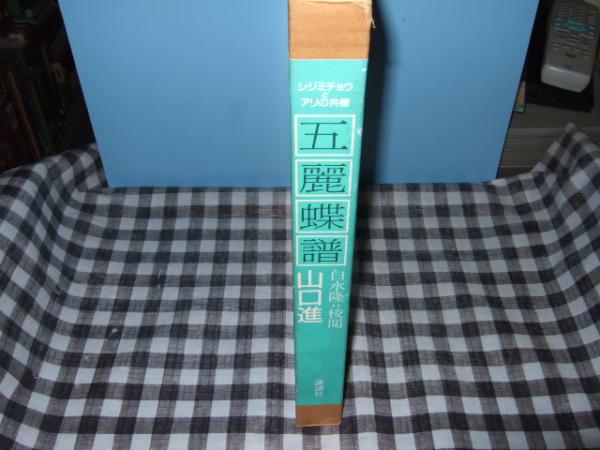 シジミチョウ
と
アリの共棲
五麗蝶譜
白水隆:校閲
山口進
講談社